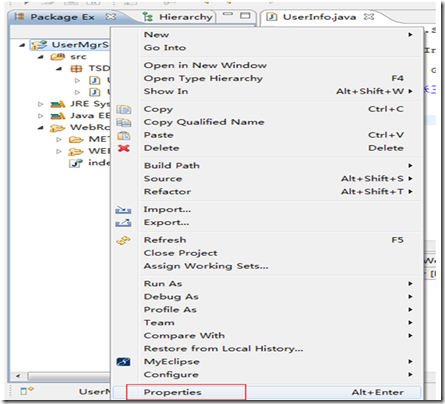 Package Ex Hierarchy UserInfo.java
UserMgrS
src
TSD
JRE Sys
Java EE
WebRo
MET
WEE
inde
New
Go Into
Open in New Window
Open Type Hierarchy F4
Show In Alt+Shift+W
Copy Ctrl+C
Copy Qualified Name
Paste Ctrl+V
Delete Delete
Build Path
Source Alt+Shift+S
Refactor Alt+Shift+T
Import...
Export...
Refresh F5
Close Project
Assign Working Sets...
Run As
Debug As
Profile As
Team
Compare With
Restore from Local History...
MyEclipse
Configure
Properties Alt+Enter